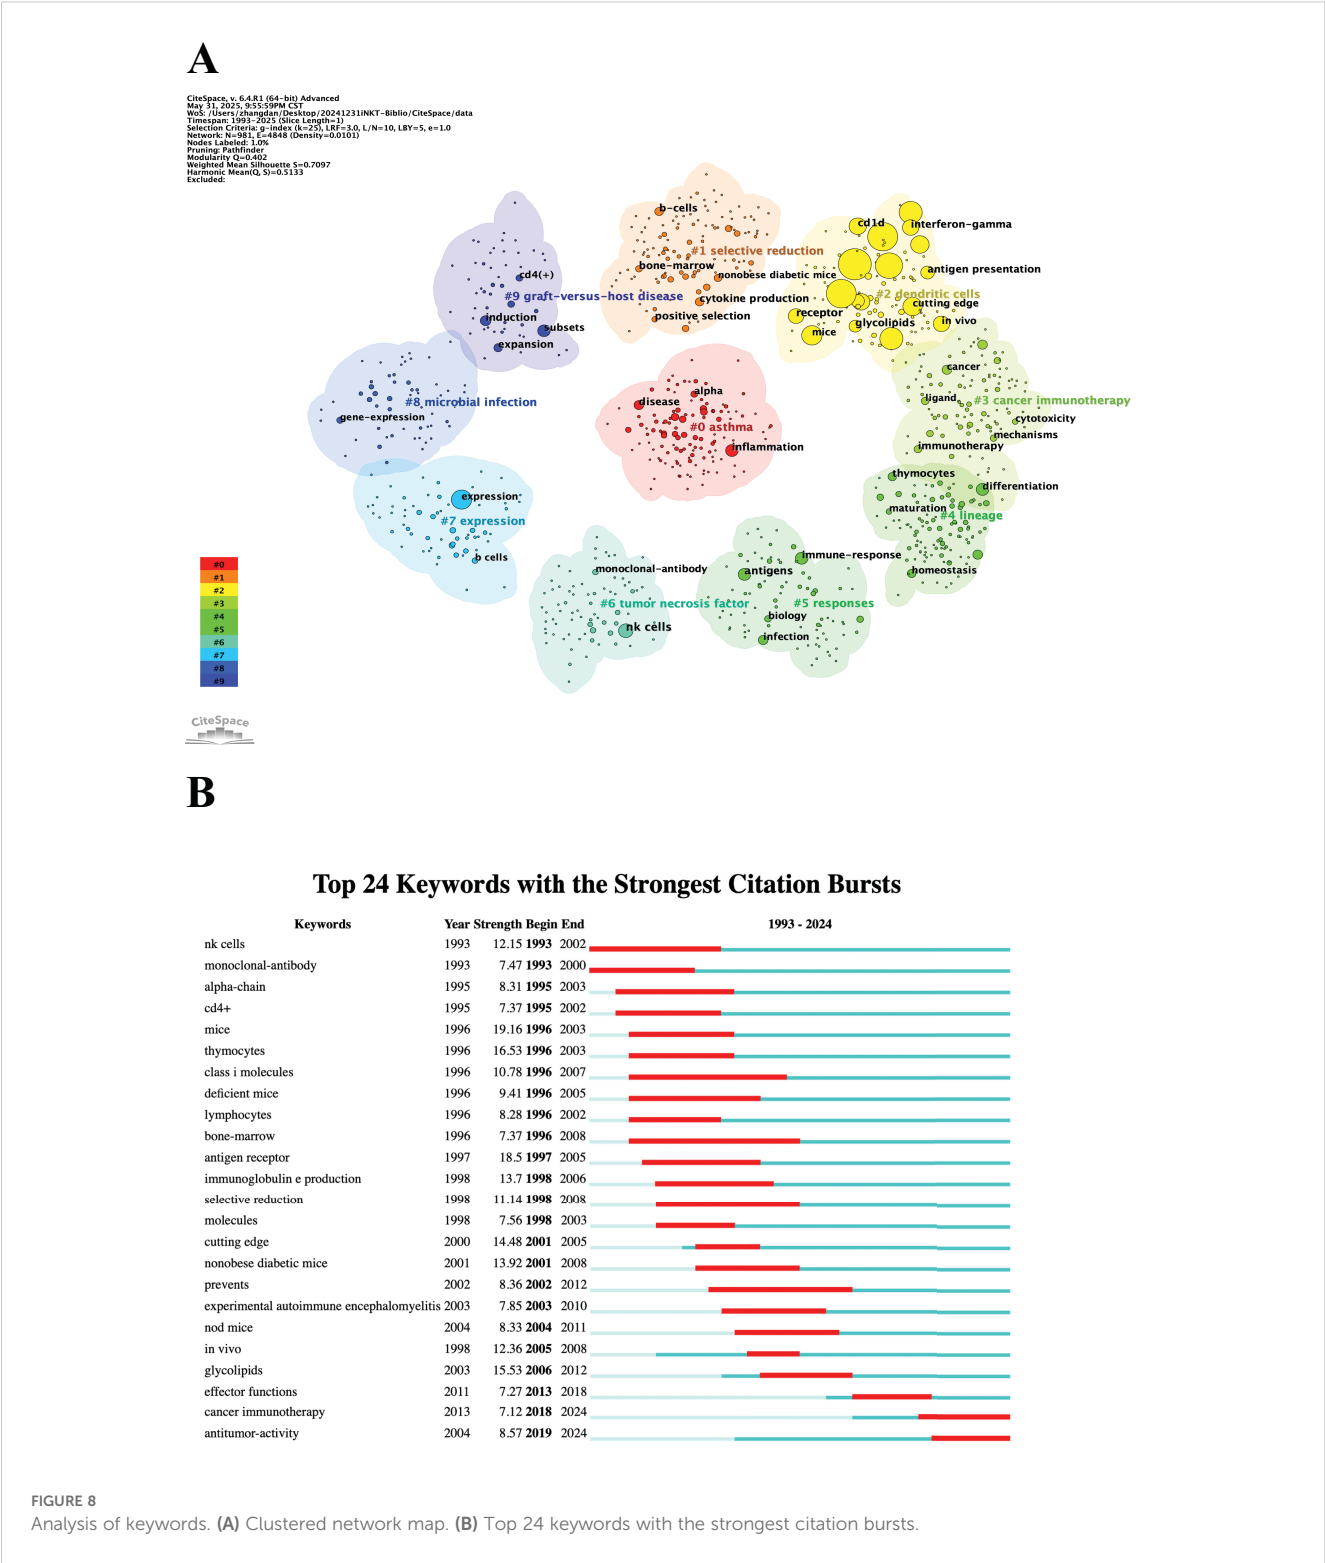 A
CiteSpace, v. 6.4.R1 (64-bit) Advanced
May 31, 2025, 9:55:59PM CST
WoS: /Users/zhangdan/Desktop/20241231iNKT-Biblio/CiteSpace/data
Timespan: 1993-2025 (Slice Length=1)
Selection Criteria: g-index (k=25), LRF=3.0, L/N=10, LBY=5, e=1.0
Network: N=981, E=4848 (Density=0.0101)
Nodes Labeled: 1.0%
Pruning: Pathfinder
Modularity Q=0.402
Weighted Mean Silhouette S=0.7097
Harmonic Mean(Q, S)=0.5133
Excluded:
b-cells
#1 selective reduction
bone-marrow
nonobese diabetic mice
cytokine production
positive selection
cd1d
interferon-gamma
antigen presentation
#2 dendritic cells
cutting edge
receptor
glycolipids
in vivo
mice
cd4(+)
#9 graft-versus-host disease
induction
subsets
expansion
#8 microbial infection
gene-expression
alpha
disease
#0 asthma
inflammation
cancer
ligand
#3 cancer immunotherapy
cytotoxicity
mechanisms
immunotherapy
thymocytes
differentiation
maturation
#4 lineage
homeostasis
expression
#7 expression
b cells
monoclonal-antibody
#6 tumor necrosis factor
nk cells
immune-response
antigens
#5 responses
biology
infection
#0
#1
#2
#3
#4
#5
#6
#7
#8
#9
CiteSpace
B
Top 24 Keywords with the Strongest Citation Bursts
Keywords Year Strength Begin End 1993 - 2024
nk cells 1993 12.15 1993 2002
monoclonal-antibody 1993 7.47 1993 2000
alpha-chain 1995 8.31 1995 2003
cd4+ 1995 7.37 1995 2002
mice 1996 19.16 1996 2003
thymocytes 1996 16.53 1996 2003
class i molecules 1996 10.78 1996 2007
deficient mice 1996 9.41 1996 2005
lymphocytes 1996 8.28 1996 2002
bone-marrow 1996 7.37 1996 2008
antigen receptor 1997 18.5 1997 2005
immunoglobulin e production 1998 13.7 1998 2006
selective reduction 1998 11.14 1998 2008
molecules 1998 7.56 1998 2003
cutting edge 2000 14.48 2001 2005
nonobese diabetic mice 2001 13.92 2001 2008
prevents 2002 8.36 2002 2012
experimental autoimmune encephalomyelitis 2003 7.85 2003 2010
nod mice 2004 8.33 2004 2011
in vivo 1998 12.36 2005 2008
glycolipids 2003 15.53 2006 2012
effector functions 2011 7.27 2013 2018
cancer immunotherapy 2013 7.12 2018 2024
antitumor-activity 2004 8.57 2019 2024
FIGURE 8
Analysis of keywords. (A) Clustered network map. (B) Top 24 keywords with the strongest citation bursts.